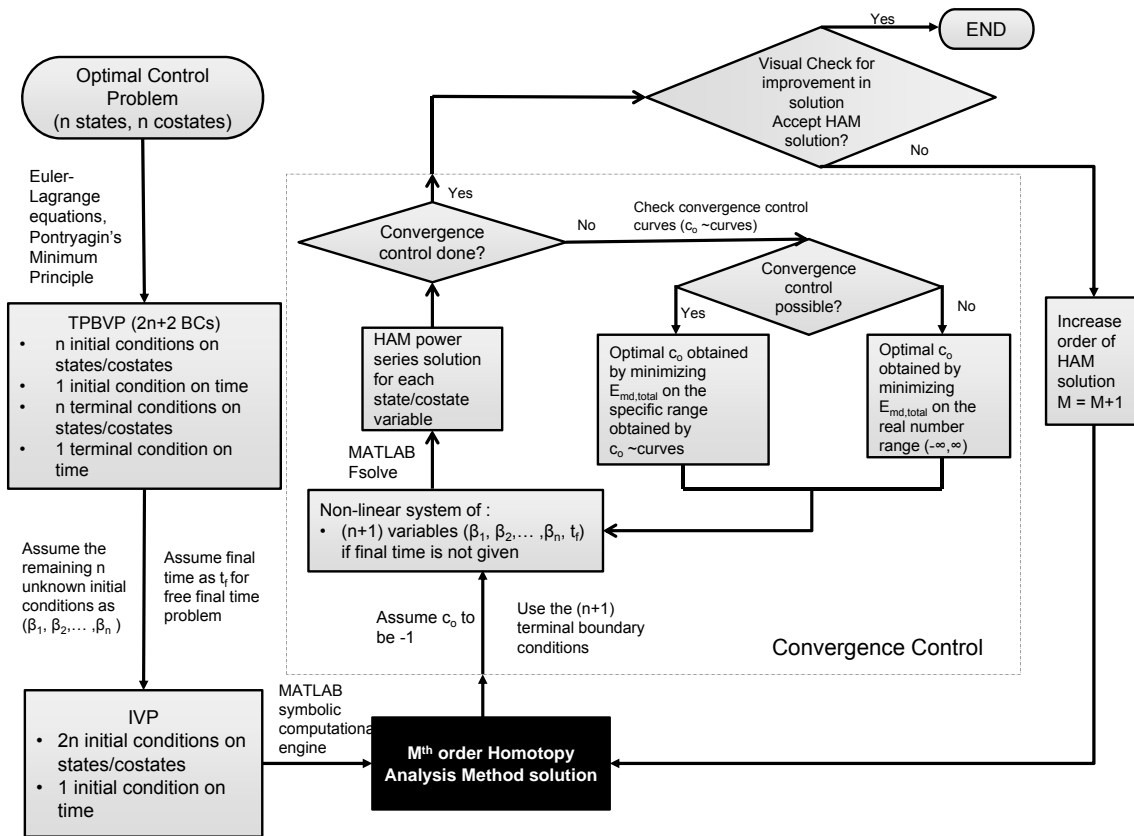 Optimal Control
Problem
(n states, n costates)
Euler-
Lagrange
equations,
Pontryagin's
Minimum
Principle
TPBVP (2n+2 BCs)
• n initial conditions on
states/costates
• 1 initial condition on time
• n terminal conditions on
states/costates
• 1 terminal condition on
time
Assume the
remaining n
unknown initial
conditions as
(β₁, β₂,… ,βₙ )
Assume final
time as t_f for
free final time
problem
IVP
• 2n initial conditions on
states/costates
• 1 initial condition on
time
MATLAB
symbolic
computational
engine
Mᵗʰ order Homotopy
Analysis Method solution
Assume cₒ to
be -1
Use the (n+1)
terminal boundary
conditions
Convergence Control
Non-linear system of :
• (n+1) variables (β₁, β₂,… ,βₙ, t_f)
if final time is not given
MATLAB
Fsolve
HAM power
series solution
for each
state/costate
variable
Convergence
control done?
Yes
No
Check convergence control
curves (cₒ ~curves)
Convergence
control
possible?
Yes
No
Optimal cₒ obtained
by minimizing
E_md,total on the
specific range
obtained by
cₒ ~curves
Optimal cₒ
obtained by
minimizing
E_md,total on the
real number
range (-∞,∞)
Visual Check for
improvement in
solution
Accept HAM
solution?
Yes
END
No
Increase
order of
HAM
solution
M = M+1